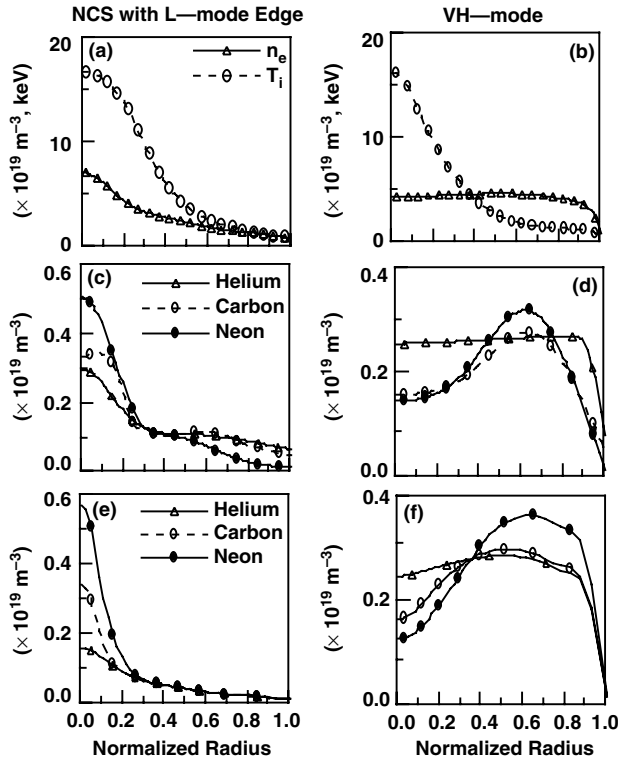 NCS with L—mode Edge
VH—mode
(a)
n_e
T_i
20
10
0
(× 10^19 m^−3, keV)
(b)
20
10
0
(× 10^19 m^−3, keV)
(c)
Helium
Carbon
Neon
0.6
0.4
0.2
0.0
(× 10^19 m^−3)
(d)
0.4
0.2
0.0
(× 10^19 m^−3)
(e)
Helium
Carbon
Neon
0.6
0.4
0.2
0.0
(× 10^19 m^−3)
0.0 0.2 0.4 0.6 0.8 1.0
Normalized Radius
(f)
0.4
0.2
0.0
(× 10^19 m^−3)
0.0 0.2 0.4 0.6 0.8 1.0
Normalized Radius